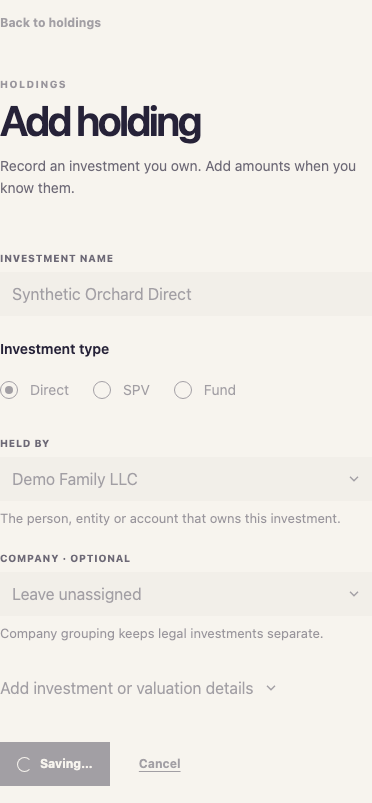 Back to holdings
HOLDINGS
Add holding
Record an investment you own. Add amounts when you
know them.
INVESTMENT NAME
Synthetic Orchard Direct
Investment type
Direct SPV Fund
HELD BY
Demo Family LLC
The person, entity or account that owns this investment.
COMPANY · OPTIONAL
Leave unassigned
Company grouping keeps legal investments separate.
Add investment or valuation details
Saving... Cancel